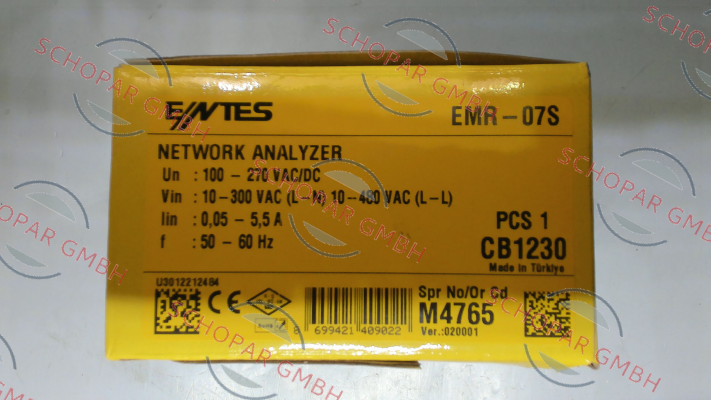 ENTES
EMR-07S
NETWORK ANALYZER
Un : 100 - 270 VAC/DC
Vin : 10-300 VAC (L-N) 10-480 VAC (L-L)
Iin : 0,05 - 5,5 A
f : 50 - 60 Hz
PCS 1
CB1230
Made in Türkiye
U3012212484
CE
Spr No/Or Cd
M4765
Ver.:020001
8 699421 409022
SCHOPAR GMBH
SCHOPAR GMBH
SCHOPAR GMBH
SCHOPAR GMBH
SCHOPAR GMBH
SCHOPAR GMBH